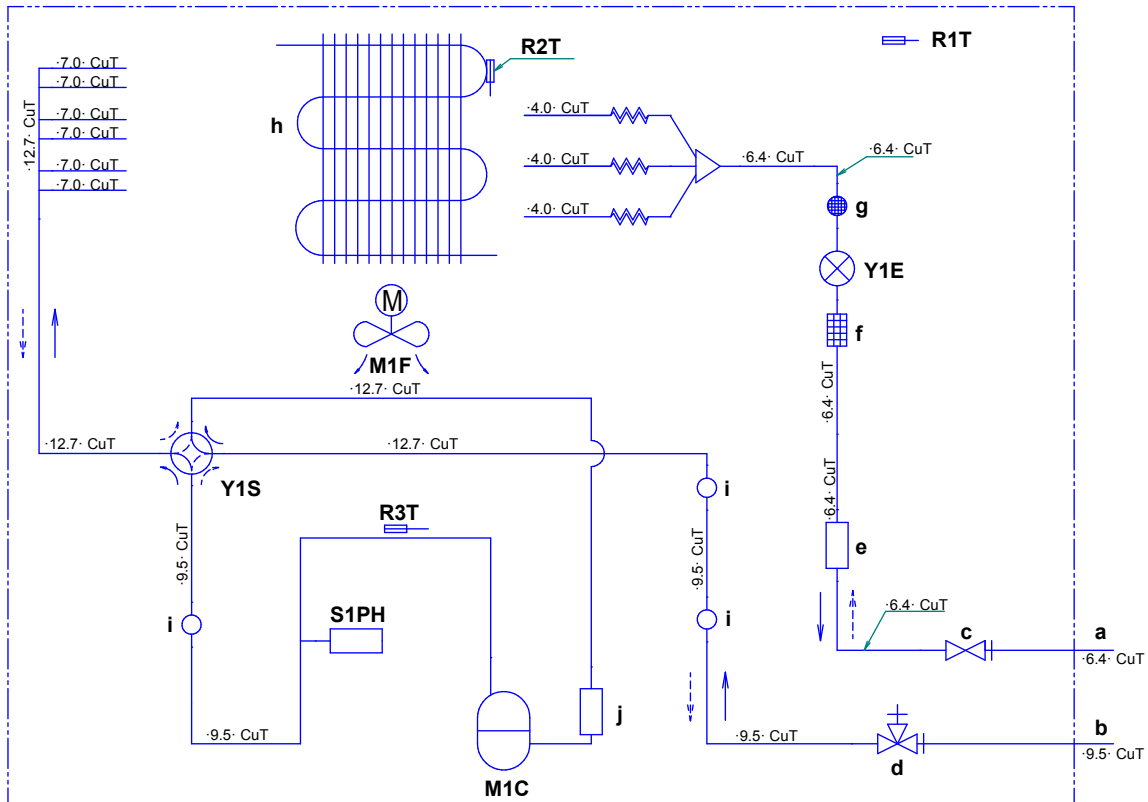 R2T
R1T
·7.0· CuT
·7.0· CuT
·7.0· CuT
·7.0· CuT
·7.0· CuT
·7.0· CuT
·12.7· CuT
h
·4.0· CuT
·4.0· CuT
·4.0· CuT
·6.4· CuT
·6.4· CuT
g
Y1E
f
M
M1F
·12.7· CuT
·6.4· CuT
·12.7· CuT
·12.7· CuT
Y1S
i
·6.4· CuT
R3T
·9.5· CuT
·9.5· CuT
e
i
S1PH
i
·6.4· CuT
c
a
·6.4· CuT
j
·9.5· CuT
M1C
·9.5· CuT
d
b
·9.5· CuT